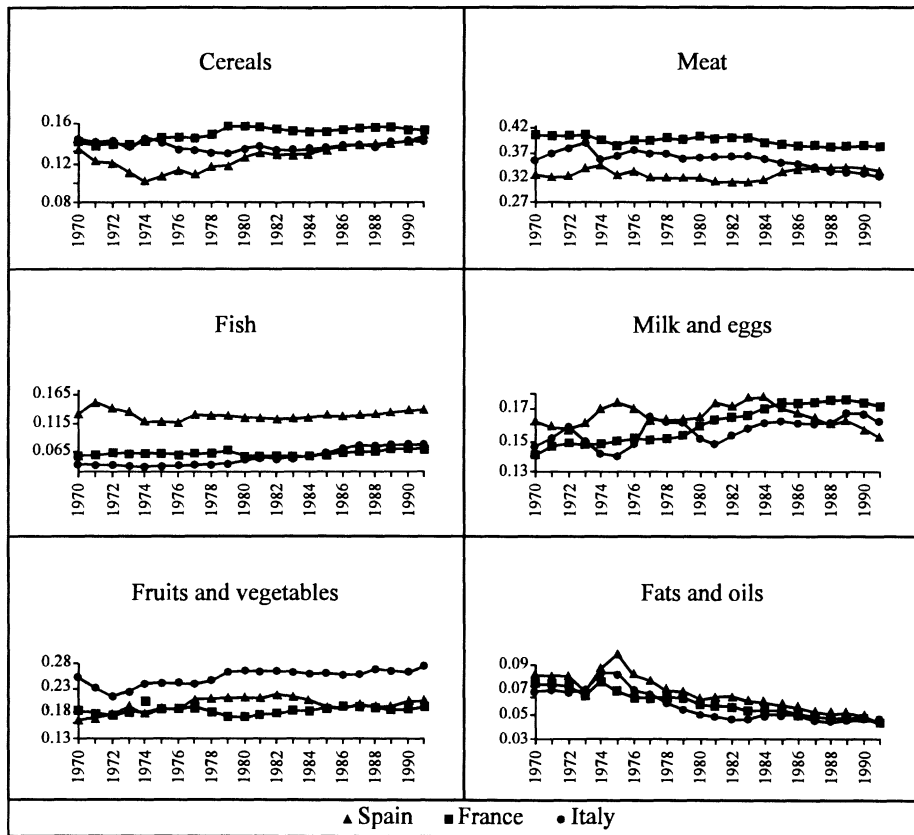 Cereals
0.16
0.12
0.08
1970 1972 1974 1976 1978 1980 1982 1984 1986 1988 1990
Meat
0.42
0.37
0.32
0.27
1970 1972 1974 1976 1978 1980 1982 1984 1986 1988 1990
Fish
0.165
0.115
0.065
1970 1972 1974 1976 1978 1980 1982 1984 1986 1988 1990
Milk and eggs
0.17
0.15
0.13
1970 1972 1974 1976 1978 1980 1982 1984 1986 1988 1990
Fruits and vegetables
0.28
0.23
0.18
0.13
1970 1972 1974 1976 1978 1980 1982 1984 1986 1988 1990
Fats and oils
0.09
0.07
0.05
0.03
1970 1972 1974 1976 1978 1980 1982 1984 1986 1988 1990
Spain France Italy